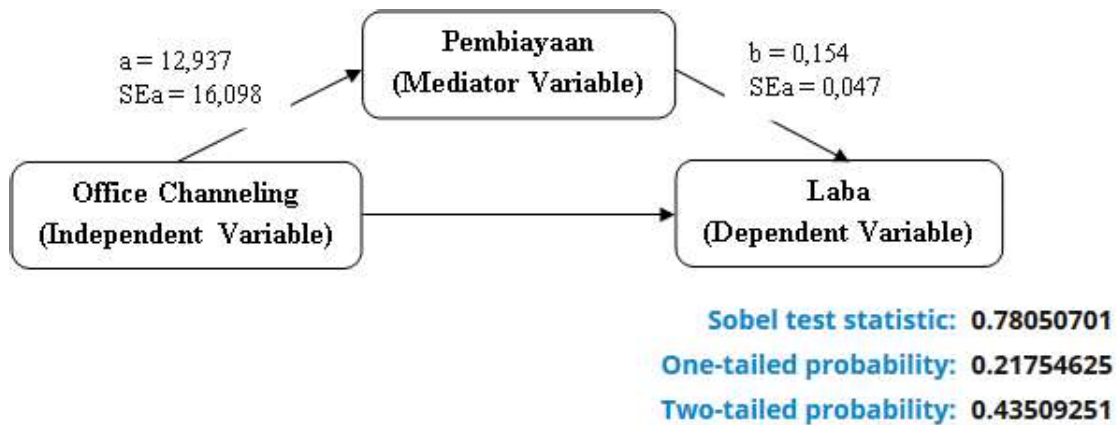 a = 12,937
SEa = 16,098
Pembiayaan
(Mediator Variable)
b = 0,154
SEa = 0,047
Office Channeling
(Independent Variable)
Laba
(Dependent Variable)
Sobel test statistic: 0.78050701
One-tailed probability: 0.21754625
Two-tailed probability: 0.43509251